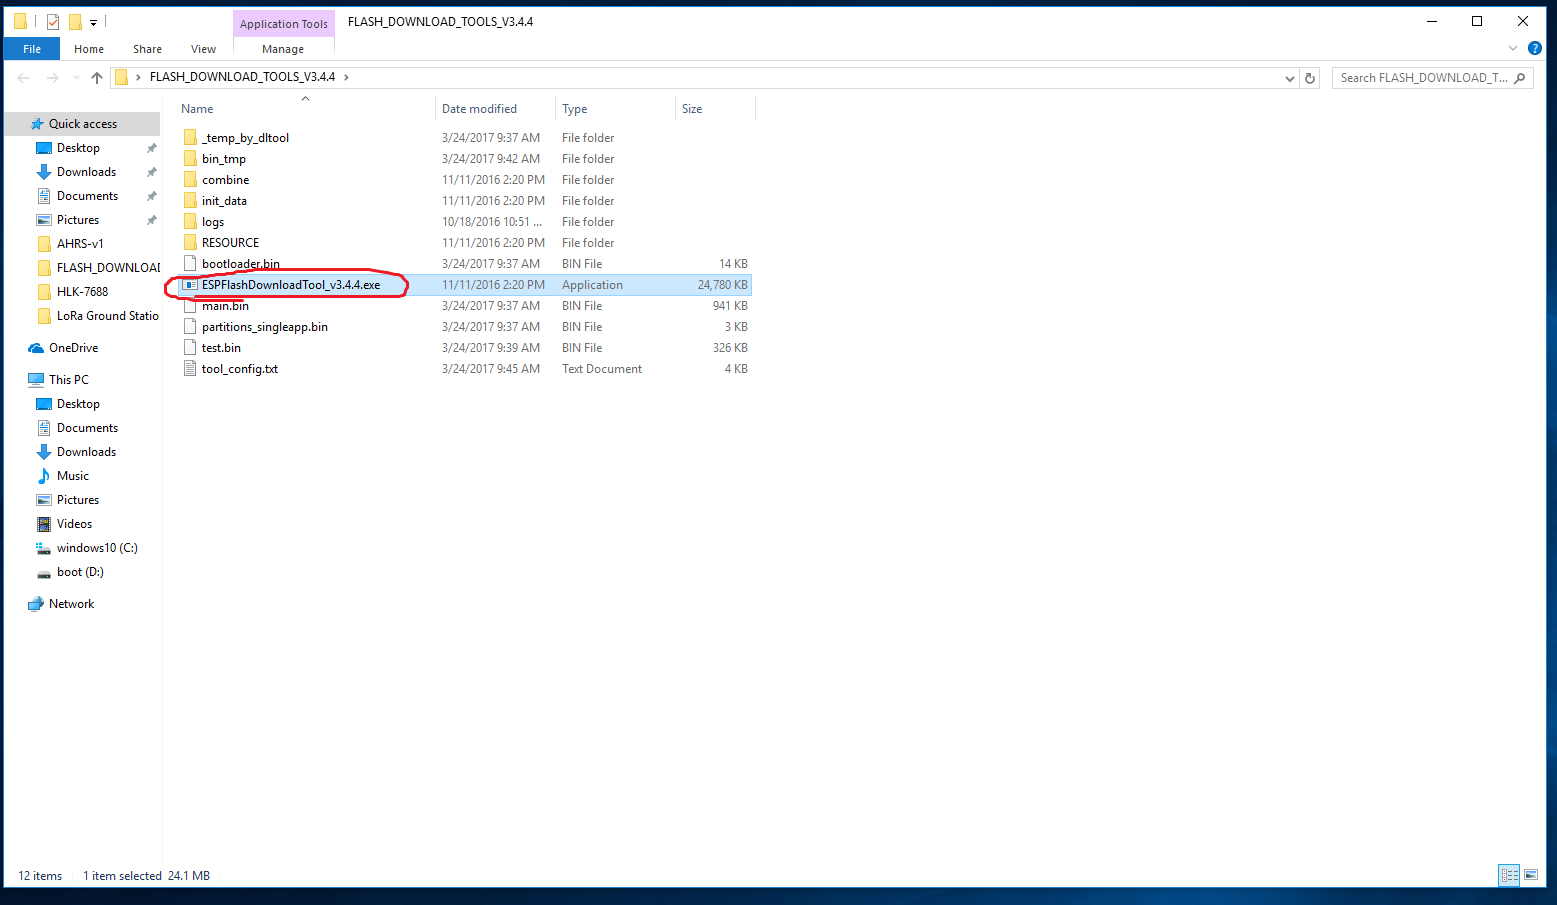 Application Tools FLASH_DOWNLOAD_TOOLS_V3.4.4
File Home Share View Manage
FLASH_DOWNLOAD_TOOLS_V3.4.4 Search FLASH_DOWNLOAD_T...
Name Date modified Type Size
Quick access
Desktop
Downloads
Documents
Pictures
AHRS-v1
FLASH_DOWNLOAD
HLK-7688
LoRa Ground Statio
OneDrive
This PC
Desktop
Documents
Downloads
Music
Pictures
Videos
windows10 (C:)
boot (D:)
Network
_temp_by_dltool 3/24/2017 9:37 AM File folder
bin_tmp 3/24/2017 9:42 AM File folder
combine 11/11/2016 2:20 PM File folder
init_data 11/11/2016 2:20 PM File folder
logs 10/18/2016 10:51 ... File folder
RESOURCE 11/11/2016 2:20 PM File folder
bootloader.bin 3/24/2017 9:37 AM BIN File 14 KB
ESPFlashDownloadTool_v3.4.4.exe 11/11/2016 2:20 PM Application 24,780 KB
main.bin 3/24/2017 9:37 AM BIN File 941 KB
partitions_singleapp.bin 3/24/2017 9:37 AM BIN File 3 KB
test.bin 3/24/2017 9:39 AM BIN File 326 KB
tool_config.txt 3/24/2017 9:45 AM Text Document 4 KB
12 items 1 item selected 24.1 MB